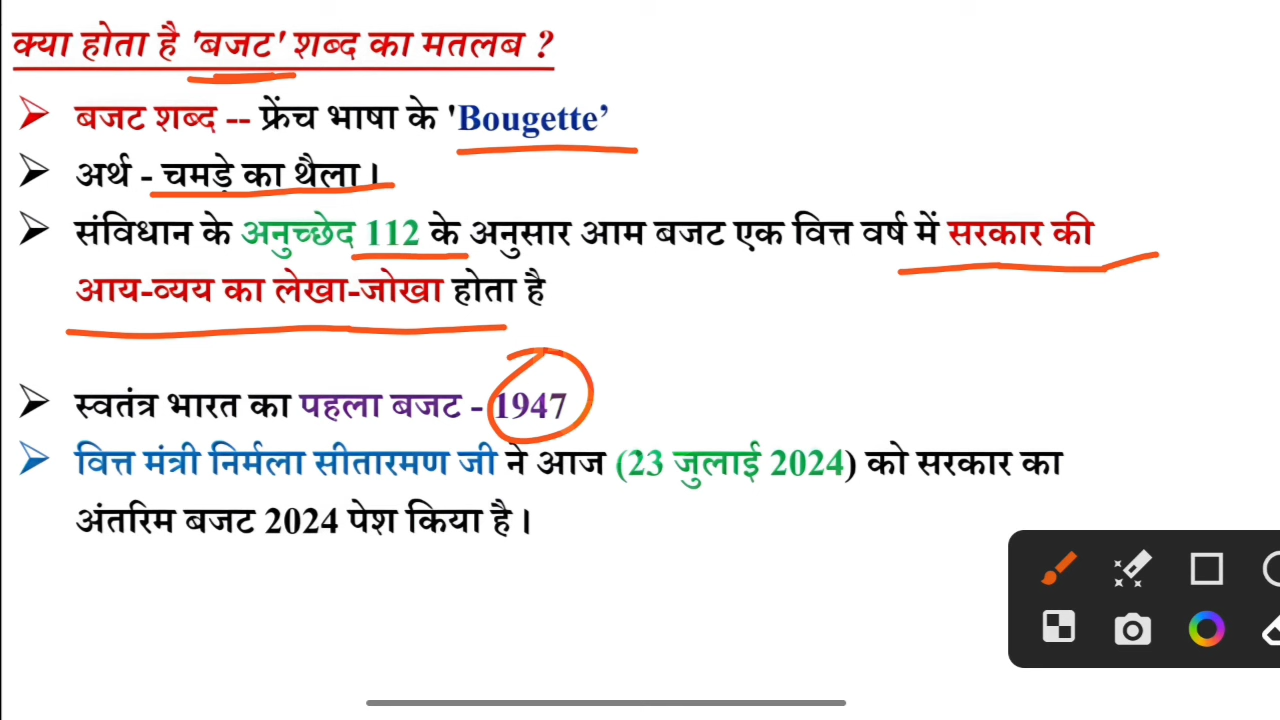 क्या होता है 'बजट' शब्द का मतलब ?
बजट शब्द -- फ्रेंच भाषा के 'Bougette’
अर्थ - चमड़े का थैला ।
संविधान के अनुच्छेद 112 के अनुसार आम बजट एक वित्त वर्ष में सरकार की
आय-व्यय का लेखा-जोखा होता है
स्वतंत्र भारत का पहला बजट - 1947
वित्त मंत्री निर्मला सीतारमण जी ने आज (23 जुलाई 2024) को सरकार का
अंतरिम बजट 2024 पेश किया है ।